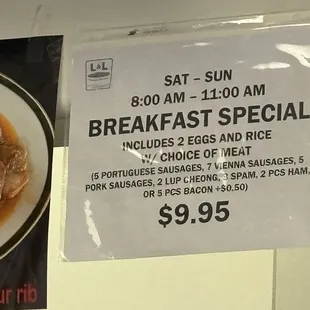 L&L
SAT – SUN
8:00 AM – 11:00 AM
BREAKFAST SPECIAL
INCLUDES 2 EGGS AND RICE
W/ CHOICE OF MEAT
(5 PORTUGUESE SAUSAGES, 7 VIENNA SAUSAGES, 5
PORK SAUSAGES, 2 LUP CHEONG, 3 SPAM, 2 PCS HAM,
OR 5 PCS BACON +$0.50)
$9.95
ur rib